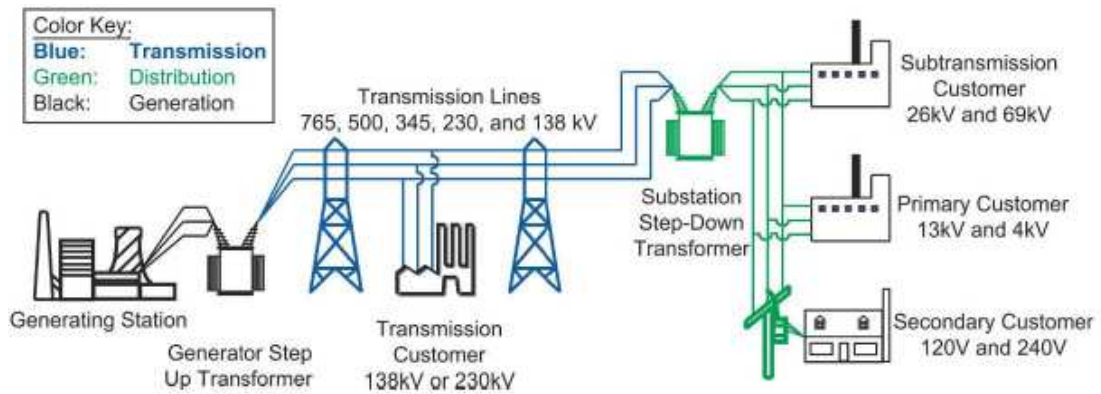 Color Key:
Blue: Transmission
Green: Distribution
Black: Generation
Transmission Lines
765, 500, 345, 230, and 138 kV
Subtransmission
Customer
26kV and 69kV
Substation
Step-Down
Transformer
Primary Customer
13kV and 4kV
Generating Station
Generator Step
Up Transformer
Transmission
Customer
138kV or 230kV
Secondary Customer
120V and 240V